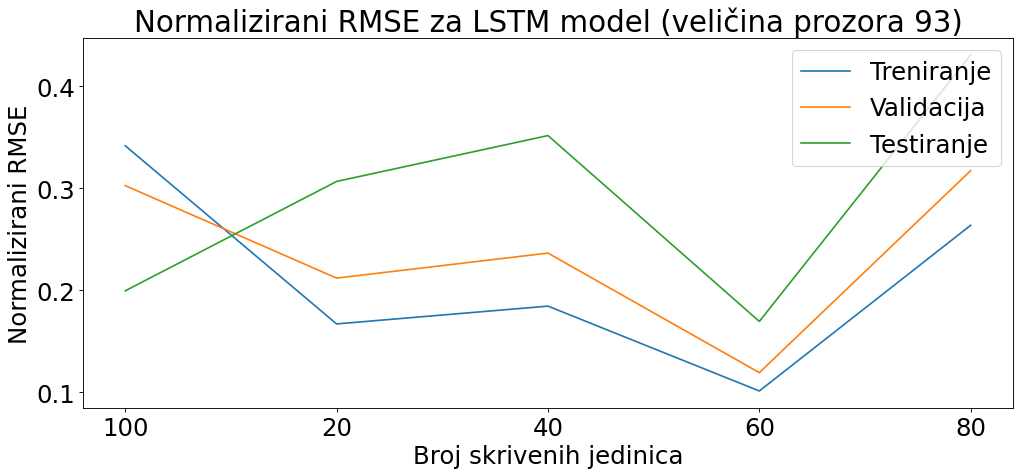 Normalizirani RMSE za LSTM model (veličina prozora 93)
Treniranje
Validacija
Testiranje
Normalizirani RMSE
0.4
0.3
0.2
0.1
100 20 40 60 80
Broj skrivenih jedinica